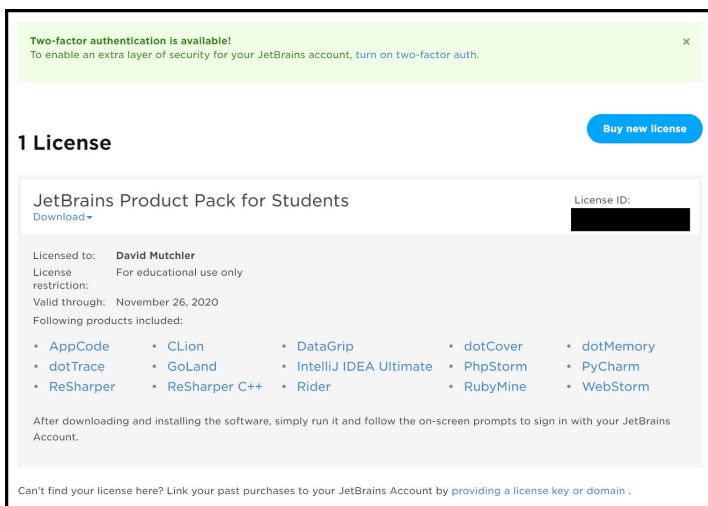 Two-factor authentication is available!
×
To enable an extra layer of security for your JetBrains account, turn on two-factor auth.
Buy new license
1 License
JetBrains Product Pack for Students
License ID:
Download
Licensed to: David Mutchler
License restriction: For educational use only
Valid through: November 26, 2020
Following products included:
• AppCode • CLion • DataGrip • dotCover • dotMemory
• dotTrace • GoLand • IntelliJ IDEA Ultimate • PhpStorm • PyCharm
• ReSharper • ReSharper C++ • Rider • RubyMine • WebStorm
After downloading and installing the software, simply run it and follow the on-screen prompts to sign in with your JetBrains
Account.
Can't find your license here? Link your past purchases to your JetBrains Account by providing a license key or domain .